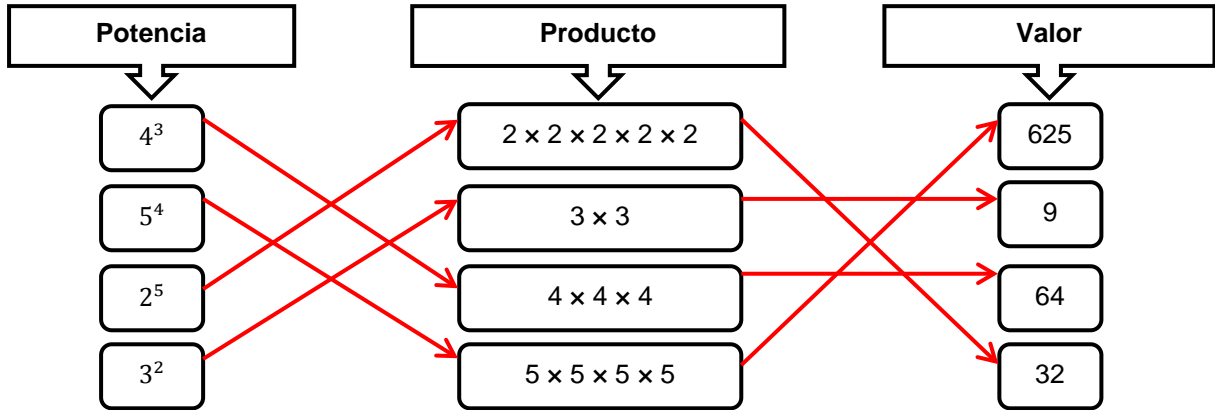 Potencia Producto Valor
4³ 2 × 2 × 2 × 2 × 2 625
5⁴ 3 × 3 9
2⁵ 4 × 4 × 4 64
3² 5 × 5 × 5 × 5 32